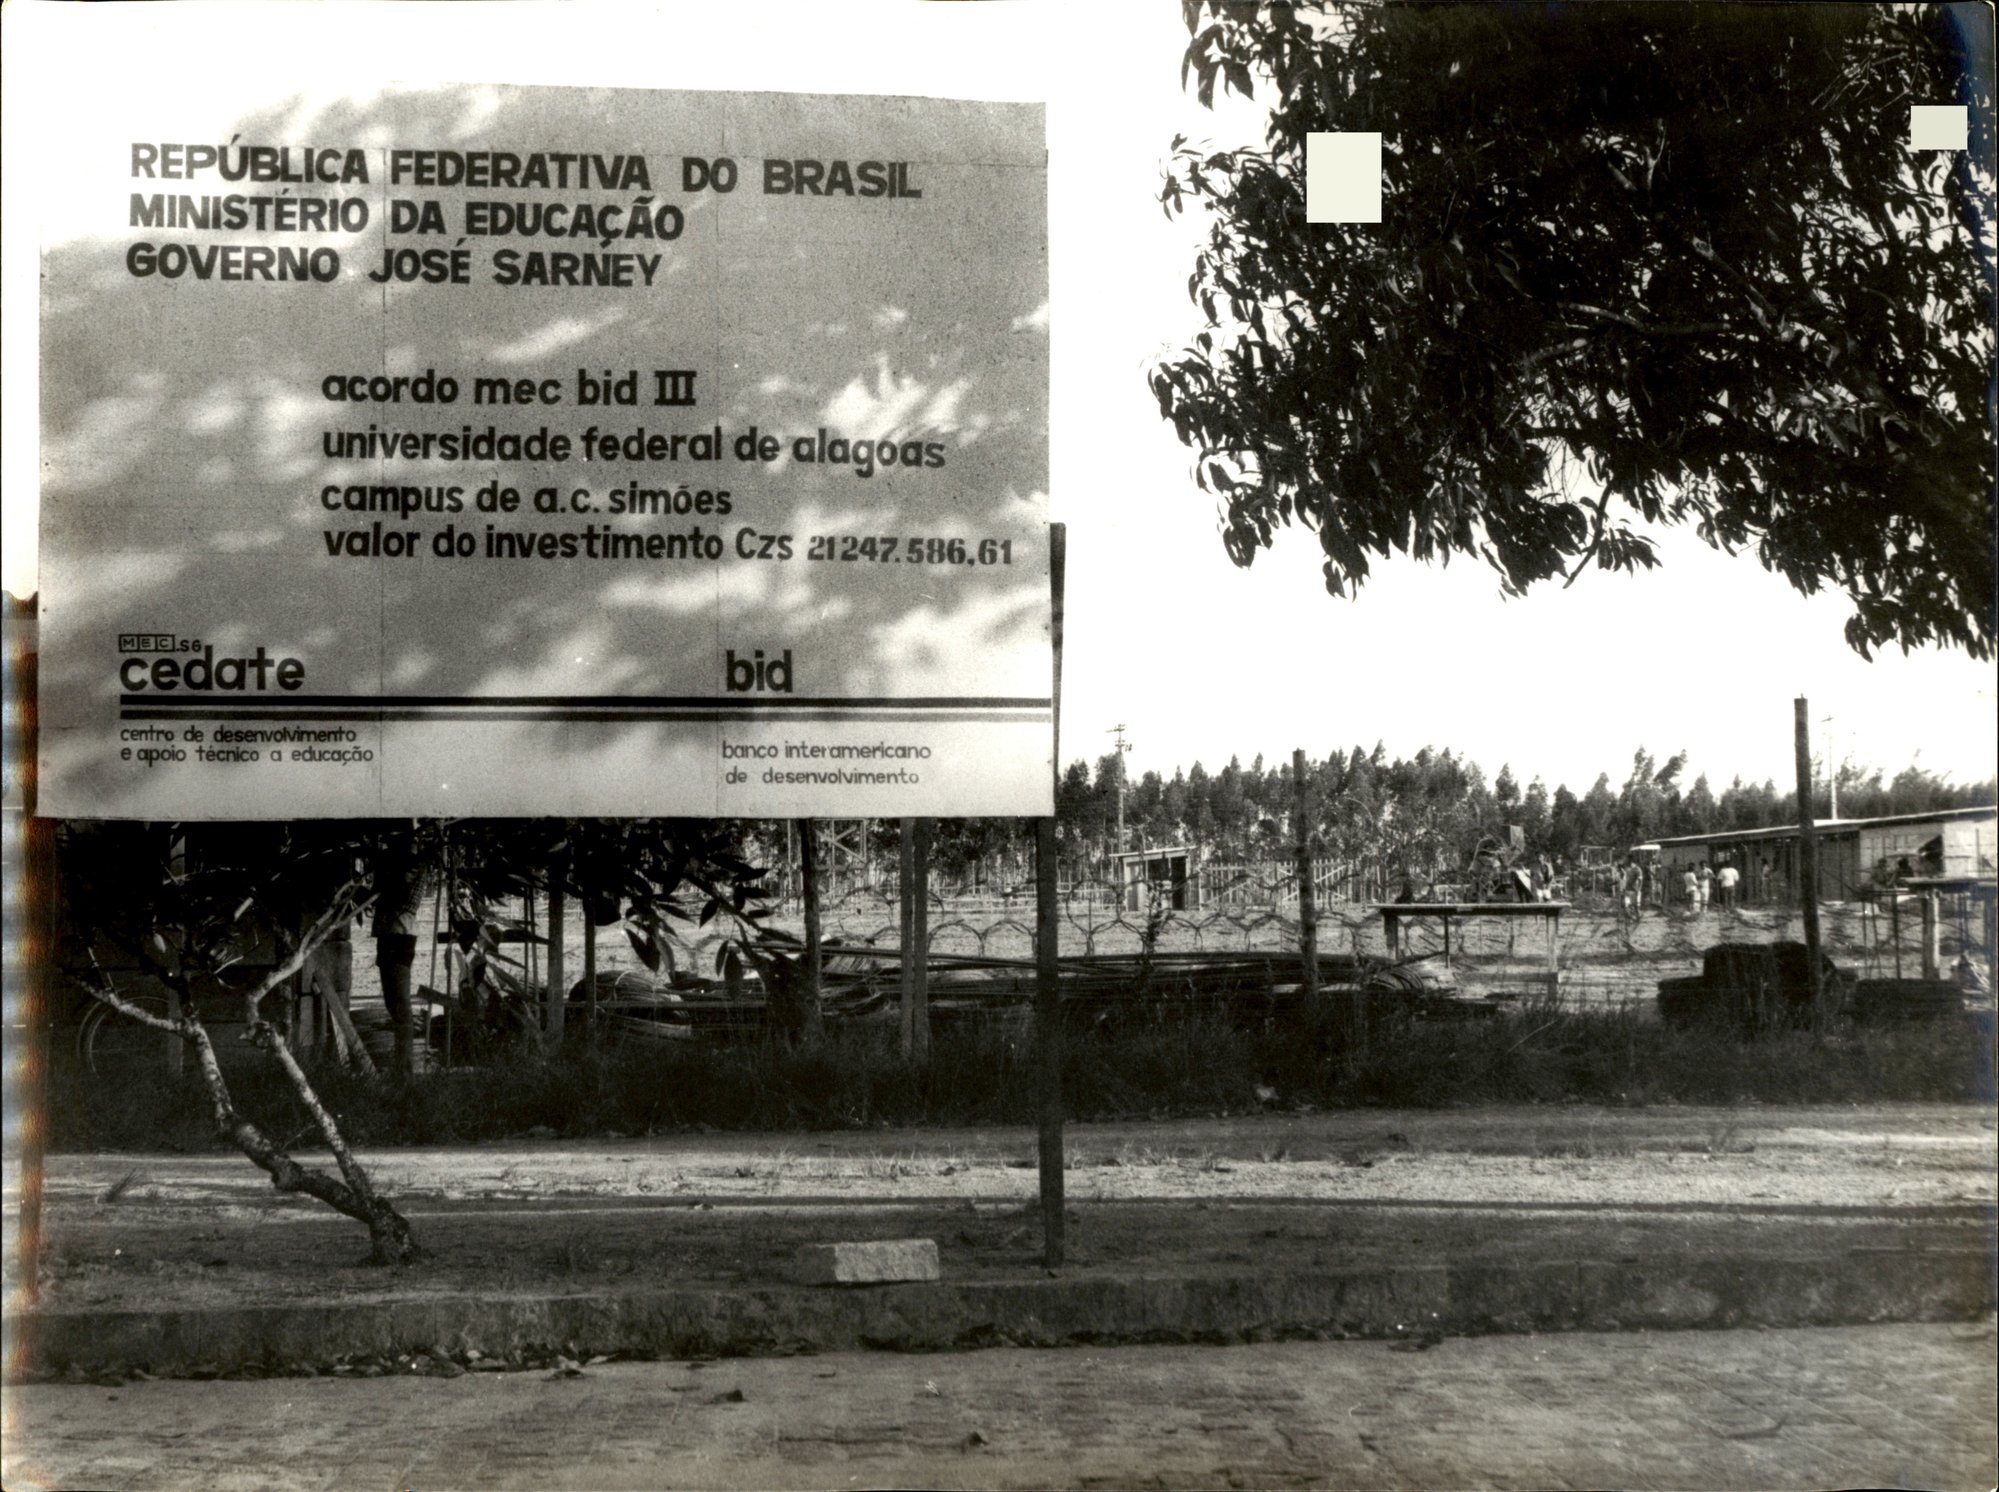 REPÚBLICA FEDERATIVA DO BRASIL
MINISTÉRIO DA EDUCAÇÃO
GOVERNO JOSÉ SARNEY
acordo mec bid III
universidade federal de alagoas
campus de a.c. simões
valor do investimento Czs 21247.586,61
MEC.SG
cedate
centro de desenvolvimento
e apoio técnico a educação
bid
banco interamericano
de desenvolvimento